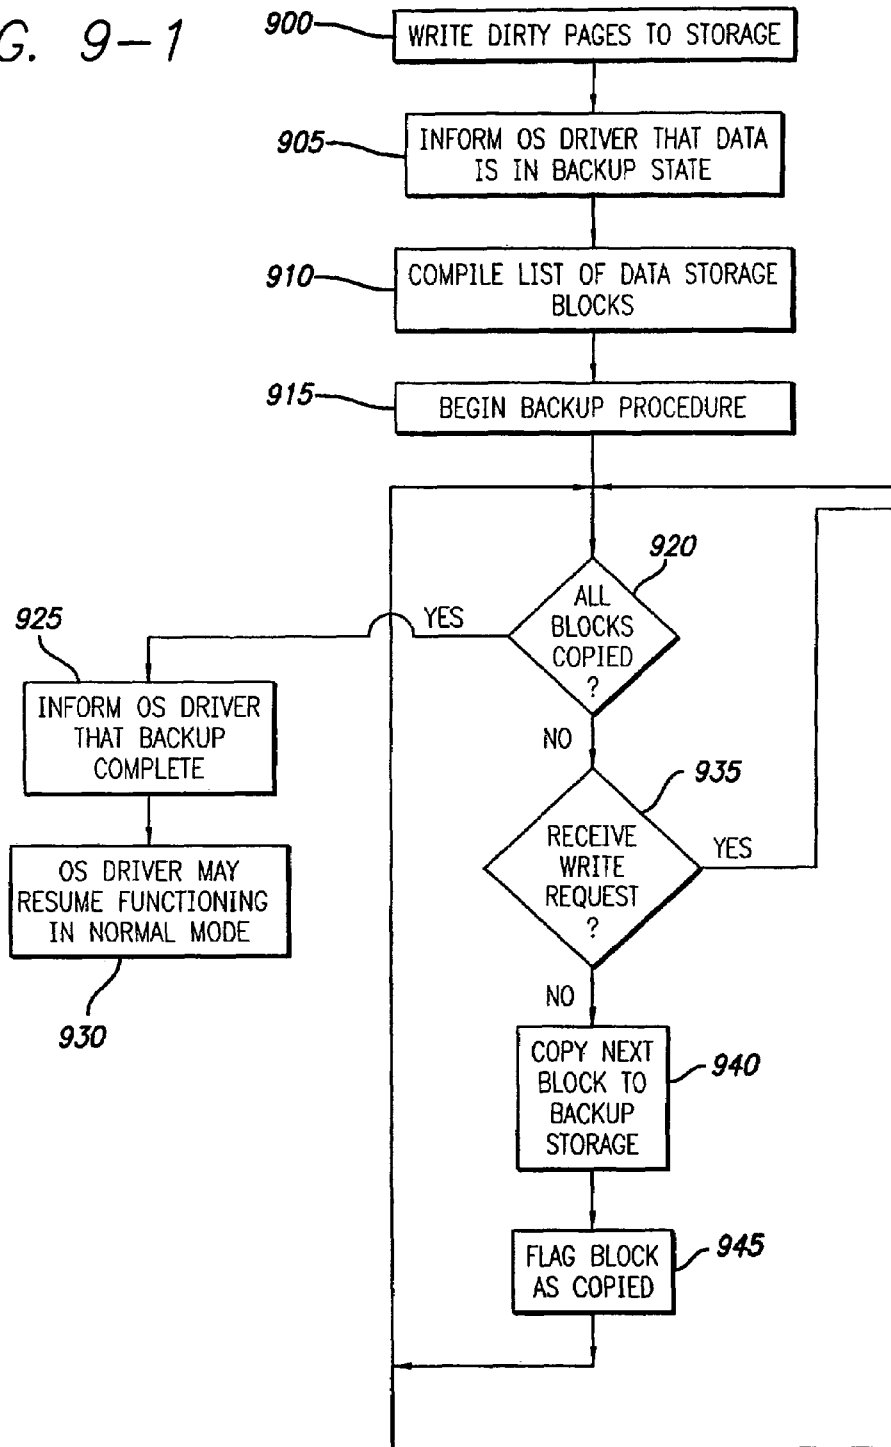 G. 9-1
900
WRITE DIRTY PAGES TO STORAGE
905
INFORM OS DRIVER THAT DATA
IS IN BACKUP STATE
910
COMPILE LIST OF DATA STORAGE
BLOCKS
915
BEGIN BACKUP PROCEDURE
920
ALL
BLOCKS
COPIED
?
YES
NO
925
INFORM OS DRIVER
THAT BACKUP
COMPLETE
OS DRIVER MAY
RESUME FUNCTIONING
IN NORMAL MODE
930
935
RECEIVE
WRITE
REQUEST
?
YES
NO
COPY NEXT
BLOCK TO
BACKUP
STORAGE
940
FLAG BLOCK
AS COPIED
945